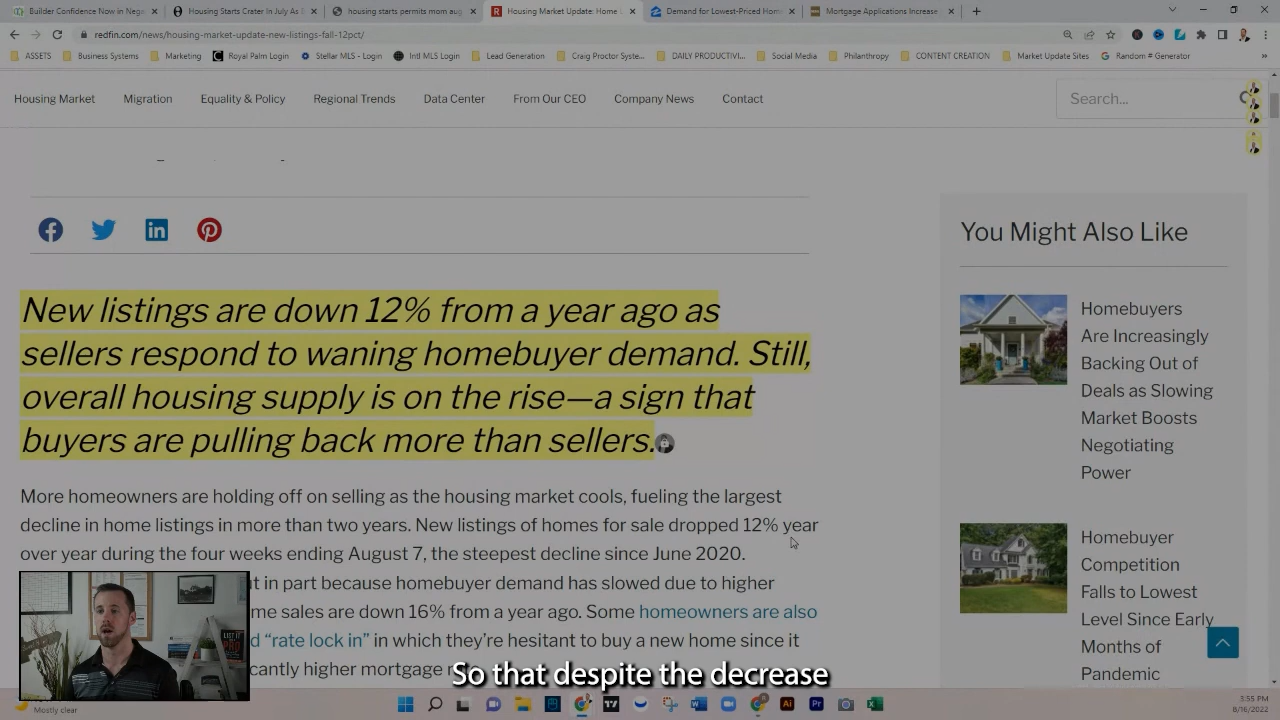 Builder Confidence Now in Nega
Housing Starts Crater In July As
housing starts permits mom aug
Housing Market Update: Home L
Demand for Lowest-Priced Hom
Mortgage Applications Increase
redfin.com/news/housing-market-update-new-listings-fall-12pct/
ASSETS
Business Systems
Marketing
Royal Palm Login
Stellar MLS - Login
Intl MLS Login
Lead Generation
Craig Proctor Syste...
DAILY PRODUCTIVI...
Social Media
Philanthropy
CONTENT CREATION
Market Update Sites
Random # Generator
Housing Market
Migration
Equality & Policy
Regional Trends
Data Center
From Our CEO
Company News
Contact
Search...
New listings are down 12% from a year ago as
sellers respond to waning homebuyer demand. Still,
overall housing supply is on the rise—a sign that
buyers are pulling back more than sellers.
More homeowners are holding off on selling as the housing market cools, fueling the largest
decline in home listings in more than two years. New listings of homes for sale dropped 12% year
over year during the four weeks ending August 7, the steepest decline since June 2020.
in part because homebuyer demand has slowed due to higher
me sales are down 16% from a year ago. Some homeowners are also
"rate lock in" in which they're hesitant to buy a new home since it
cantly higher mortgage
You Might Also Like
Homebuyers
Are Increasingly
Backing Out of
Deals as Slowing
Market Boosts
Negotiating
Power
Homebuyer
Competition
Falls to Lowest
Level Since Early
Months of
Pandemic
LIST IT
PRO
So that despite the decrease
Mostly clear
3:55 PM
8/16/2022